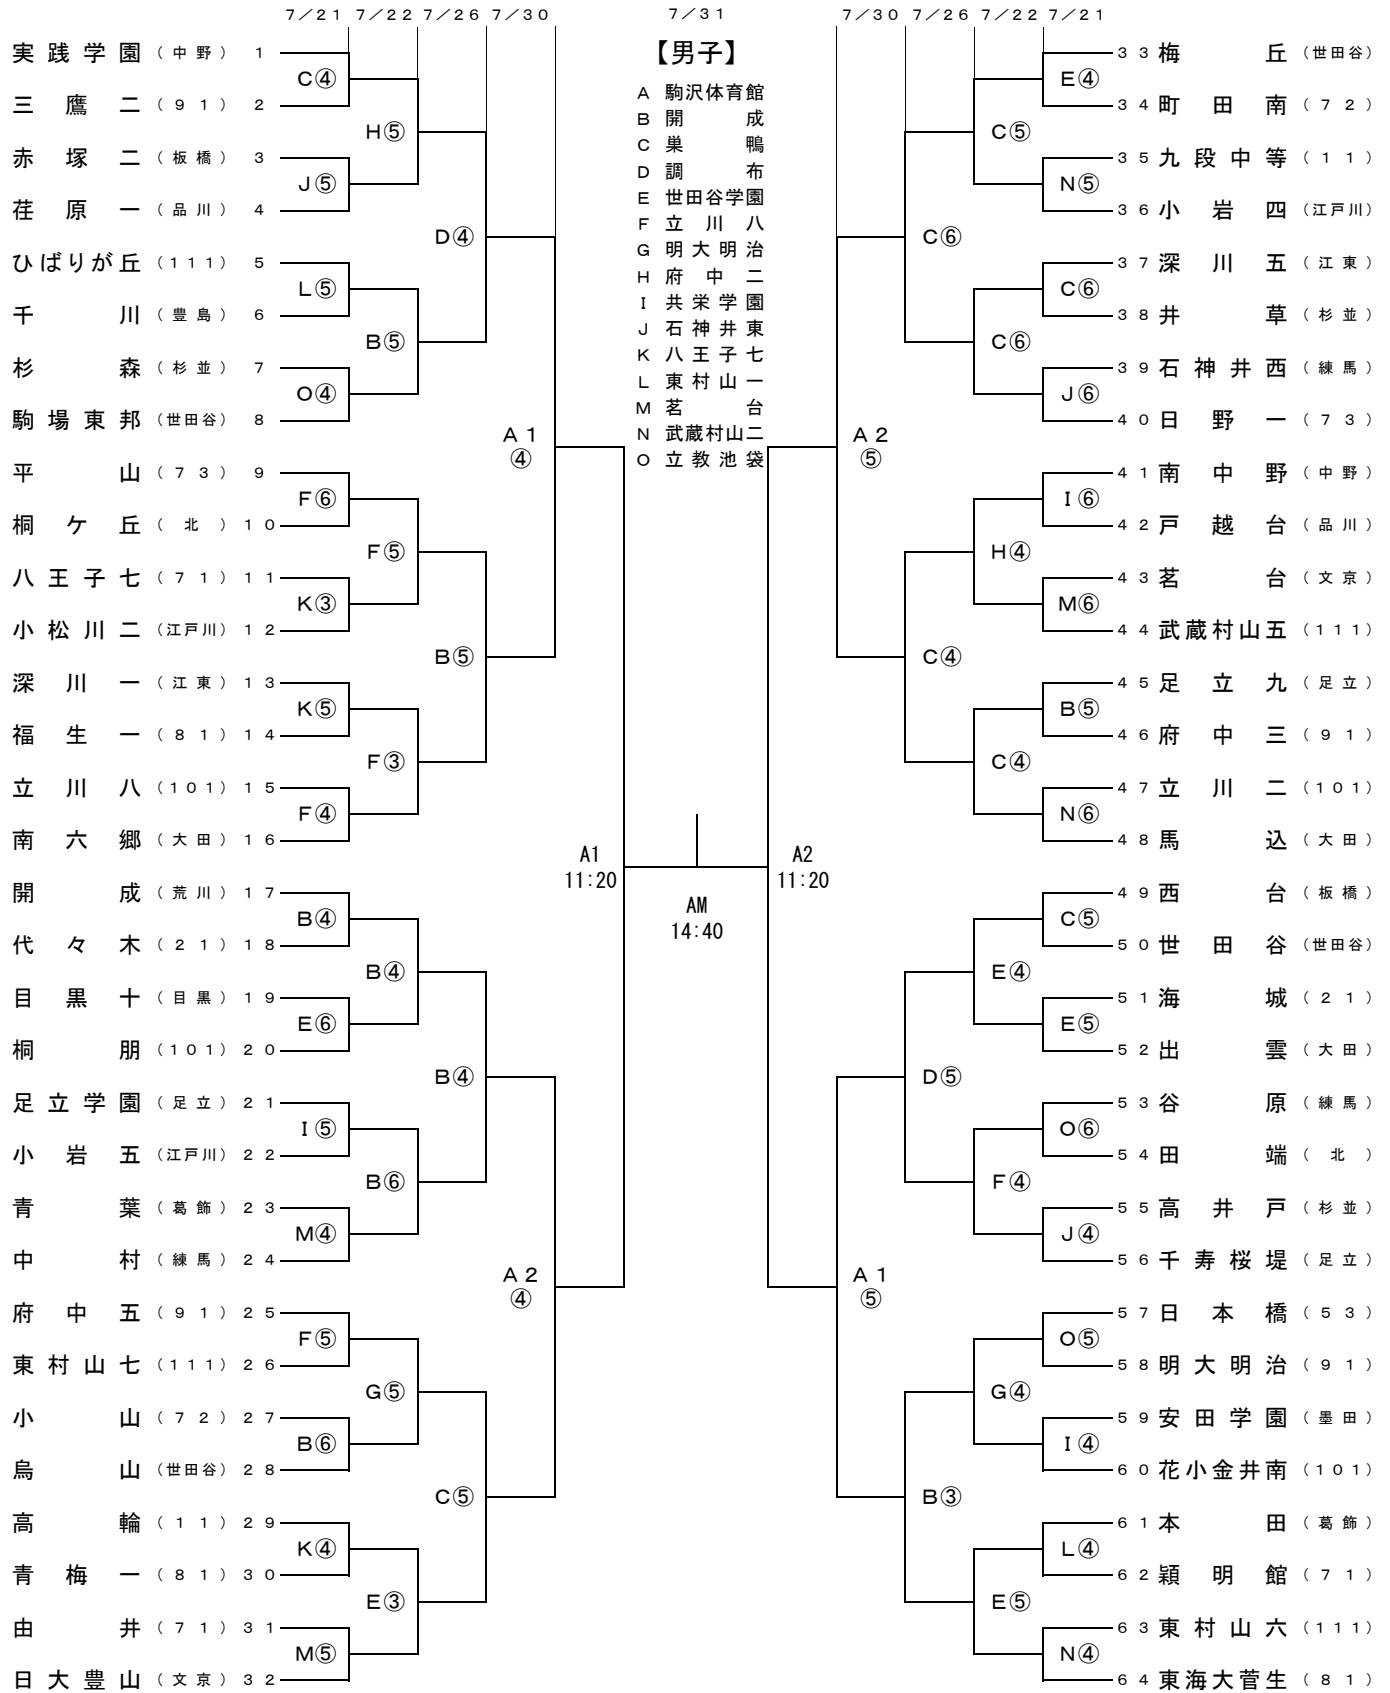 ７／２１ ７／２２ ７／２６ ７／３０ ７／３１ ７／３０ ７／２６ ７／２２ ７／２１
【男子】
A 駒沢体育館
B 開成
C 巣鴨
D 調布
E 世田谷学園
F 立川八
G 明大明治
H 府中二
I 共栄学園
J 石神井東
K 八王子七
L 東村山一
M 茗台
N 武蔵村山二
O 立教池袋
実践学園（中野）１
C④
三鷹二（９１）２
H⑤
赤塚二（板橋）３
J⑤
荏原一（品川）４
D④
ひばりが丘（１１１）５
L⑤
千川（豊島）６
B⑤
杉森（杉並）７
O④
駒場東邦（世田谷）８
A１
④
平山（７３）９
F⑥
桐ケ丘（北）１０
F⑤
八王子七（７１）１１
K③
小松川二（江戸川）１２
B⑤
深川一（江東）１３
K⑤
福生一（８１）１４
F③
立川八（１０１）１５
F④
南六郷（大田）１６
A1
11:20
開成（荒川）１７
B④
代々木（２１）１８
B④
目黒十（目黒）１９
E⑥
桐朋（１０１）２０
B④
足立学園（足立）２１
I⑤
小岩五（江戸川）２２
B⑥
青葉（葛飾）２３
M④
中村（練馬）２４
A２
④
府中五（９１）２５
F⑤
東村山七（１１１）２６
G⑤
小山（７２）２７
B⑥
烏山（世田谷）２８
C⑤
高輪（１１）２９
K④
青梅一（８１）３０
E③
由井（７１）３１
M⑤
日大豊山（文京）３２
AM
14:40
３３ 梅丘（世田谷）
E④
３４ 町田南（７２）
C⑤
３５ 九段中等（１１）
N⑤
３６ 小岩四（江戸川）
C⑥
３７ 深川五（江東）
C⑥
３８ 井草（杉並）
C⑥
３９ 石神井西（練馬）
J⑥
４０ 日野一（７３）
A２
⑤
４１ 南中野（中野）
I⑥
４２ 戸越台（品川）
H④
４３ 茗台（文京）
M⑥
４４ 武蔵村山五（１１１）
C④
４５ 足立九（足立）
B⑤
４６ 府中三（９１）
C④
４７ 立川二（１０１）
N⑥
４８ 馬込（大田）
A2
11:20
４９ 西台（板橋）
C⑤
５０ 世田谷（世田谷）
E④
５１ 海城（２１）
E⑤
５２ 出雲（大田）
D⑤
５３ 谷原（練馬）
O⑥
５４ 田端（北）
F④
５５ 高井戸（杉並）
J④
５６ 千寿桜堤（足立）
A１
⑤
５７ 日本橋（５３）
O⑤
５８ 明大明治（９１）
G④
５９ 安田学園（墨田）
I④
６０ 花小金井南（１０１）
B③
６１ 本田（葛飾）
L④
６２ 穎明館（７１）
E⑤
６３ 東村山六（１１１）
N④
６４ 東海大菅生（８１）